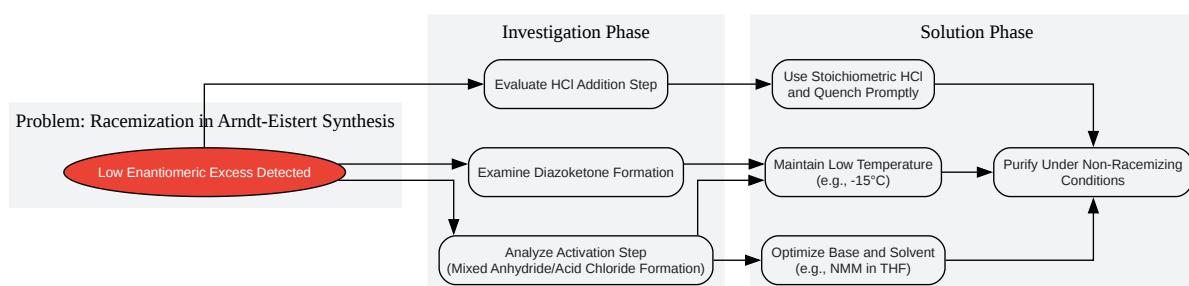 Investigation Phase
Solution Phase
Evaluate HCl Addition Step
Use Stoichiometric HCl
and Quench Promptly
Problem: Racemization in Arndt-Eistert Synthesis
Low Enantiomeric Excess Detected
Examine Diazoketone Formation
Maintain Low Temperature
(e.g., -15°C)
Purify Under Non-Racemizing
Conditions
Analyze Activation Step
(Mixed Anhydride/Acid Chloride Formation)
Optimize Base and Solvent
(e.g., NMM in THF)